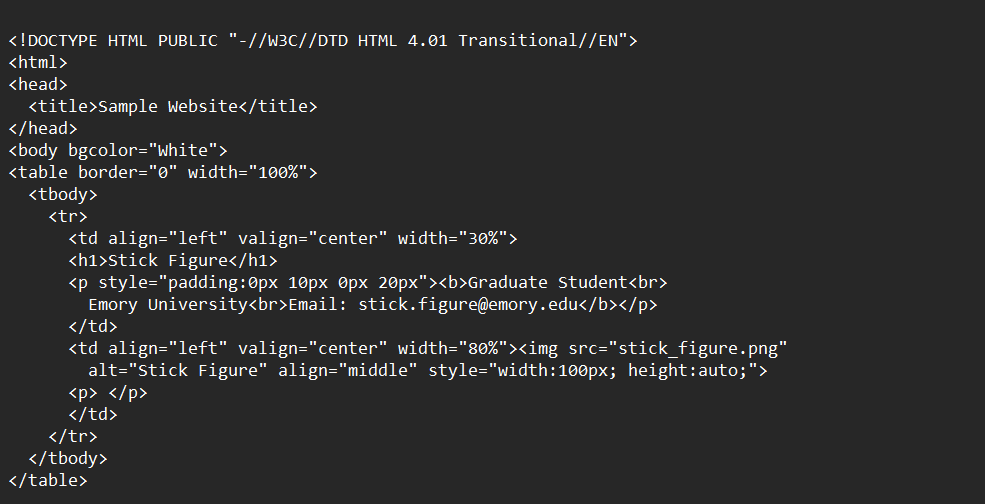 <!DOCTYPE HTML PUBLIC "-//W3C//DTD HTML 4.01 Transitional//EN">
<html>
<head>
  <title>Sample Website</title>
</head>
<body bgcolor="White">
<table border="0" width="100%">
  <tbody>
    <tr>
      <td align="left" valign="center" width="30%">
      <h1>Stick Figure</h1>
      <p style="padding:0px 10px 0px 20px"><b>Graduate Student<br>
        Emory University<br>Email: stick.figure@emory.edu</b></p>
      </td>
      <td align="left" valign="center" width="80%"><img src="stick_figure.png"
        alt="Stick Figure" align="middle" style="width:100px; height:auto;">
      <p> </p>
      </td>
    </tr>
  </tbody>
</table>